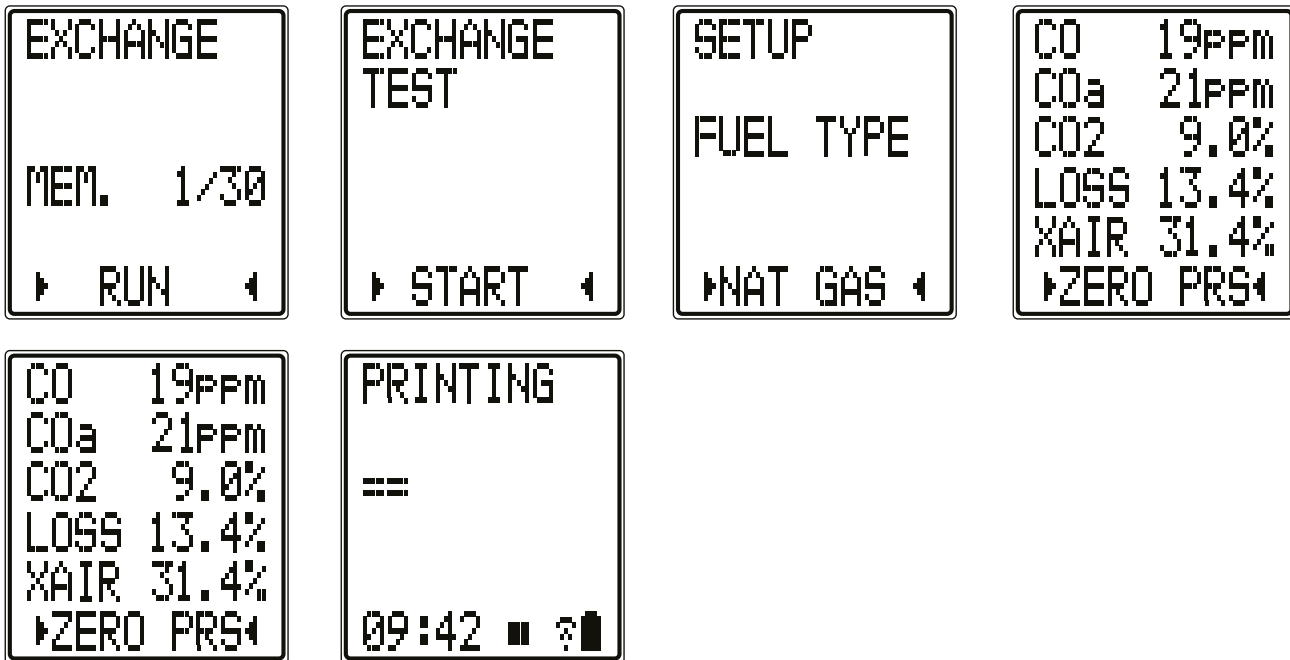 EXCHANGE
MEM. 1/30
RUN
EXCHANGE
TEST
START
SETUP
FUEL TYPE
NAT GAS
CO 19ppm
COa 21ppm
CO2 9.0%
LOSS 13.4%
XAIR 31.4%
ZERO PRS
CO 19ppm
COa 21ppm
CO2 9.0%
LOSS 13.4%
XAIR 31.4%
ZERO PRS
PRINTING
==
09:42